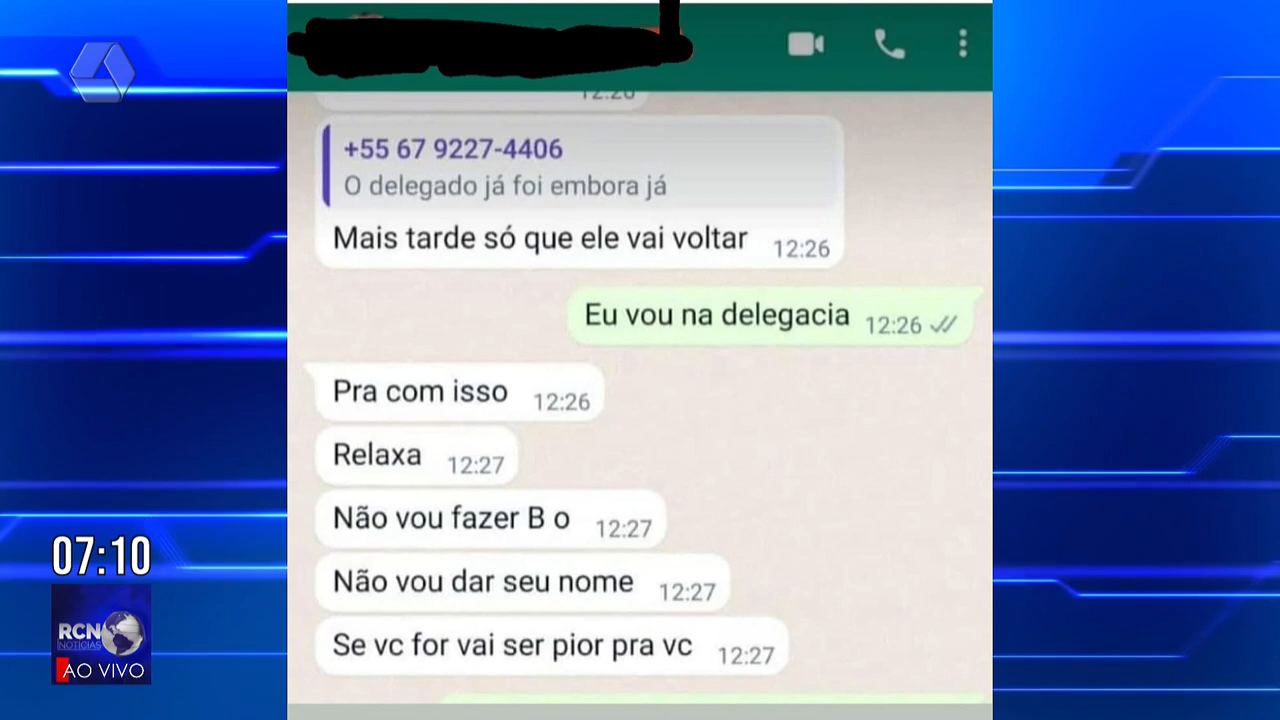 12:26
+55 67 9227-4406
O delegado já foi embora já
Mais tarde só que ele vai voltar 12:26
Eu vou na delegacia 12:26
Pra com isso 12:26
Relaxa 12:27
Não vou fazer B o 12:27
Não vou dar seu nome 12:27
Se vc for vai ser pior pra vc 12:27
07:10
RCN
NOTÍCIAS
AO VIVO